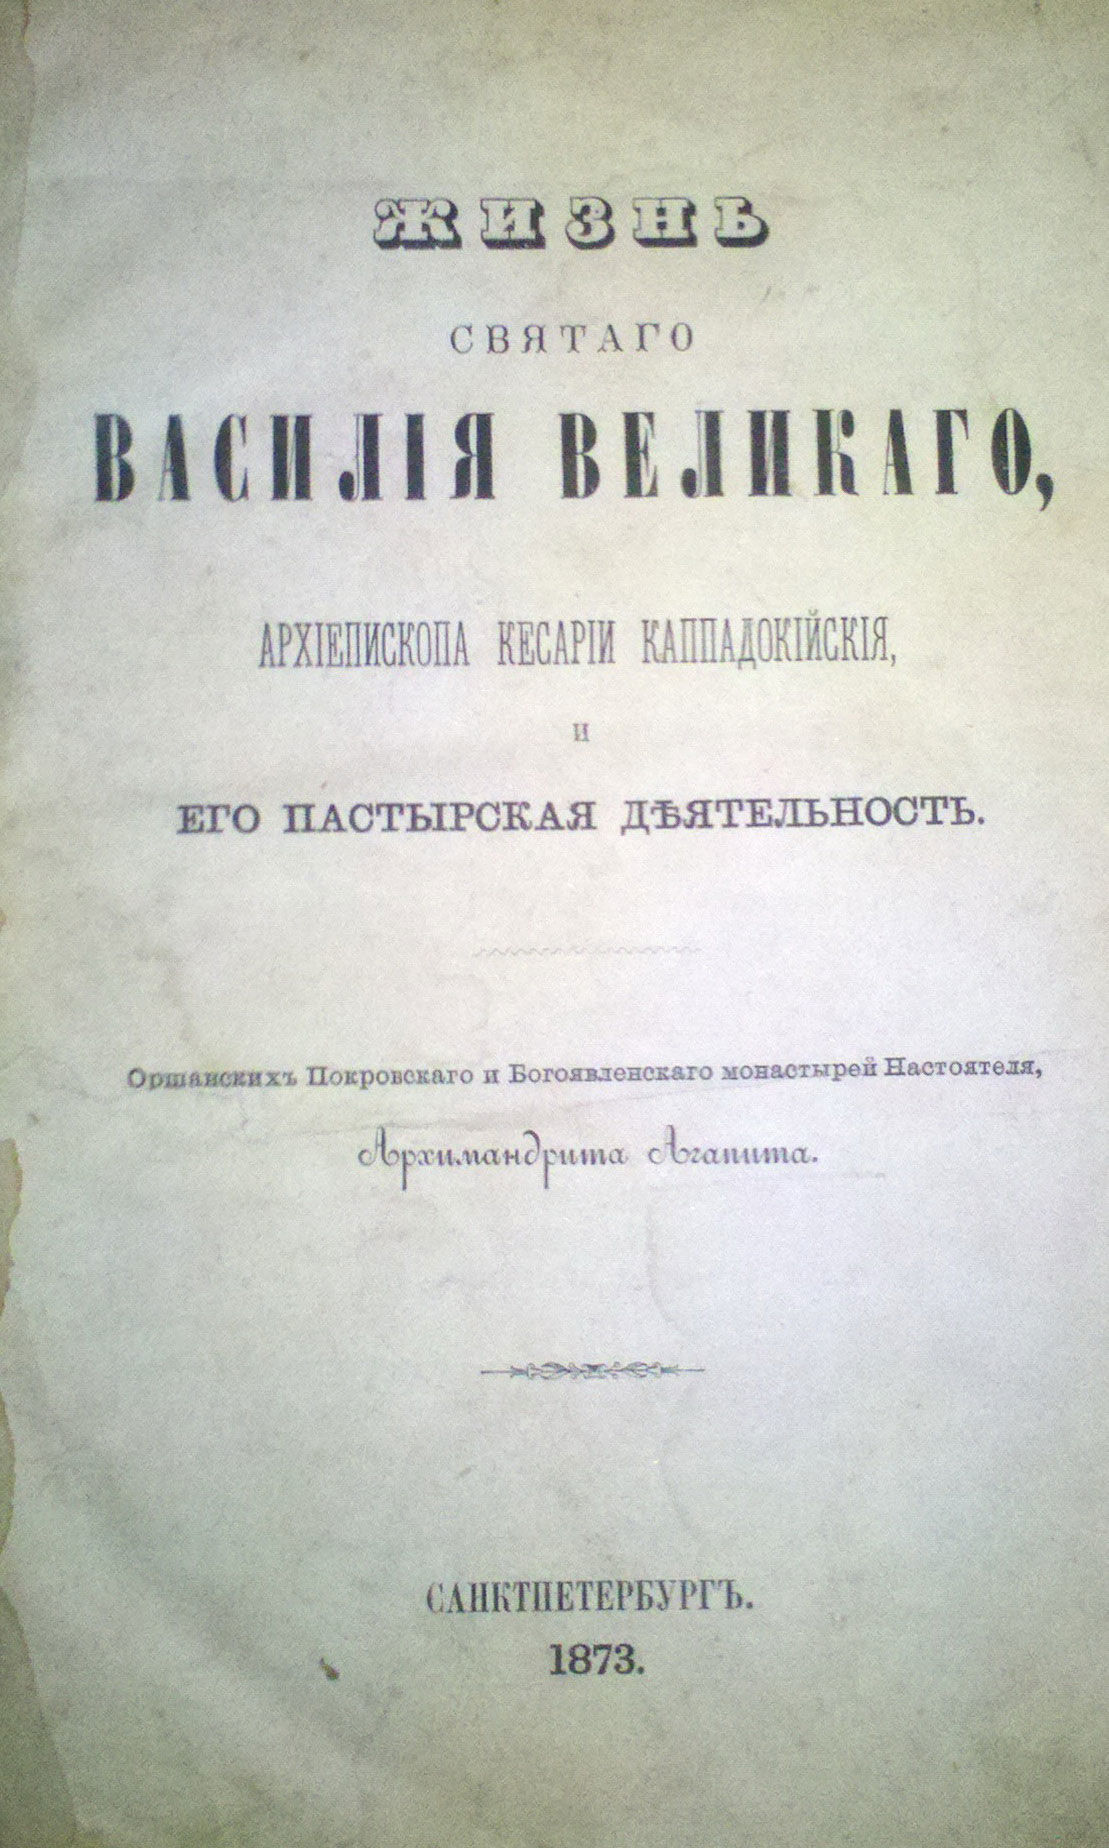 ЖИЗНЬ
СВЯТАГО
ВАСИЛІЯ ВЕЛИКАГО,
АРХІЕПИСКОПА КЕСАРІИ КАППАДОКІЙСКІЯ,
И
ЕГО ПАСТЫРСКАЯ ДѢЯТЕЛЬНОСТЬ.
Оршанскихъ Покровскаго и Богоявленскаго монастырей Настоятеля,
Архимандрита Агапита.
САНКТПЕТЕРБУРГЪ.
1873.